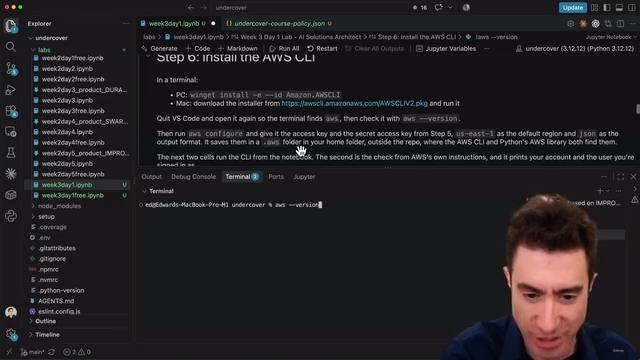 undercover
16
Update
Explorer
week3day1.ipynb
U
undercover-course-policy.json
undercover
labs
week2day1free.ipynb
week2day2.ipynb
week2day2free.ipynb
week2day3.ipynb
week2day3free.ipynb
week2day3_product_DURA...
week2day4.ipynb
week2day4_product_SWAR...
week2day4free.ipynb
week2day5.ipynb
week2day5_product_IMPRO...
week2day5free.ipynb
week3day1.ipynb U
week3day1free.ipynb U
node_modules
setup
.coverage
.env
.gitattributes
.gitignore
.npmrc
.nvmrc
.python-version
AGENTS.md
eslint.config.js
Outline
Timeline
labs > week3day1.ipynb > Week 3 Day 1 Lab - AI Solutions Architect > Step 6: Install the AWS CLI > !aws --version
Generate + Code + Markdown Run All Restart Clear All Outputs
undercover (3.12.12) (Python 3.12.12)
Step 6: Install the AWS CLI
In a terminal:
• PC: winget install -e --id Amazon.AWSCLI
• Mac: download the installer from https://awscli.amazonaws.com/AWSCLIV2.pkg and run it
Quit VS Code and open it again so the terminal finds aws, then check it with aws --version.
Then run aws configure and give it the access key and the secret access key from Step 5, us-east-1 as the default region and json as the
output format. It saves them in a .aws folder in your home folder, outside the repo, where the AWS CLI and Python's AWS library both find them.
The next two cells run the CLI from the notebook. The second is the check from AWS's own instructions, and it prints your account and the user you're
signed in as.
Output Debug Console Terminal 2 Ports Jupyter
Terminal
ed@Edwards-MacBook-Pro-M1 undercover % aws --version
main*
2 0